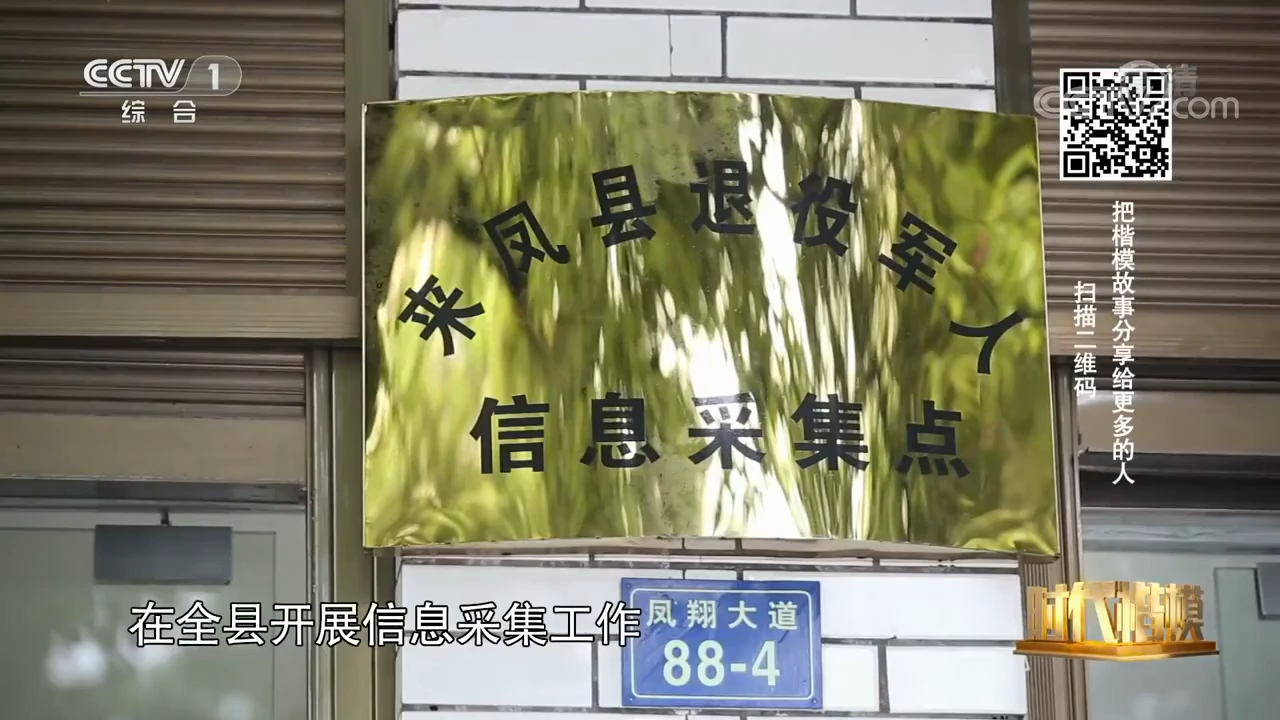 CCTV 1
综合
来凤县退役军人
信息采集点
把楷模故事分享给更多的人
扫描二维码
在全县开展信息采集工作
凤翔大道
88-4
时代楷模